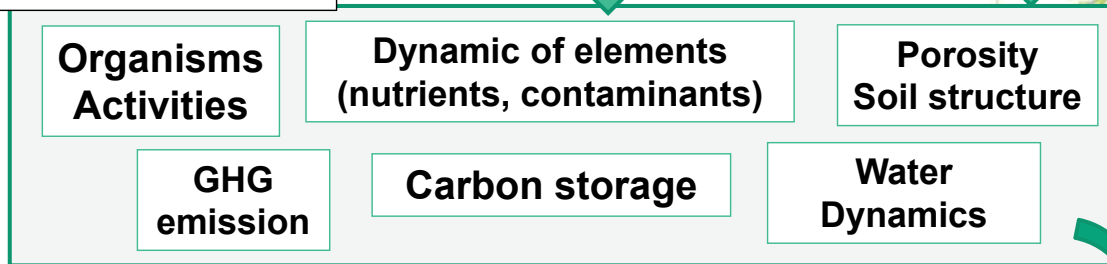 Organisms
Activities
Dynamic of elements
(nutrients, contaminants)
Porosity
Soil structure
GHG
emission
Carbon storage
Water
Dynamics